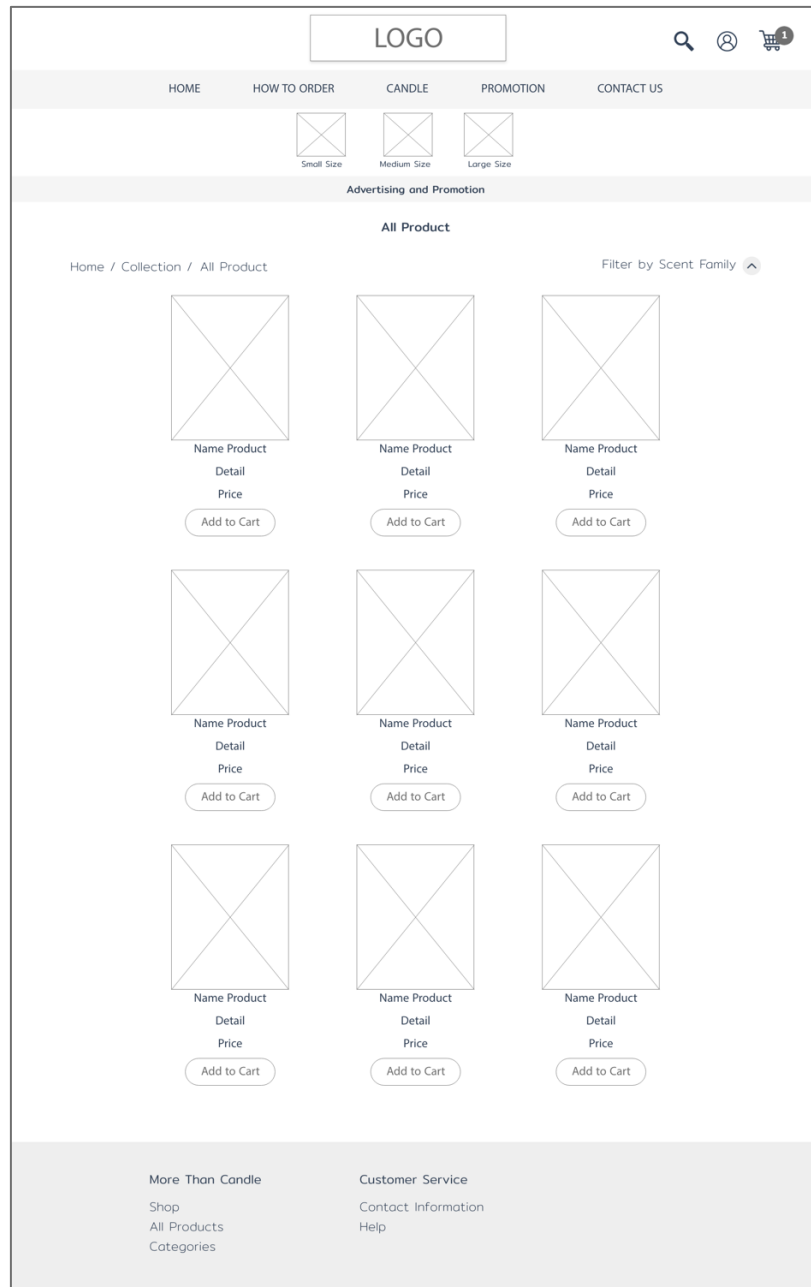 LOGO
1
HOME HOW TO ORDER CANDLE PROMOTION CONTACT US
Small Size Medium Size Large Size
Advertising and Promotion
All Product
Home / Collection / All Product Filter by Scent Family
Name Product Name Product Name Product
Detail Detail Detail
Price Price Price
Add to Cart Add to Cart Add to Cart
Name Product Name Product Name Product
Detail Detail Detail
Price Price Price
Add to Cart Add to Cart Add to Cart
Name Product Name Product Name Product
Detail Detail Detail
Price Price Price
Add to Cart Add to Cart Add to Cart
More Than Candle Customer Service
Shop Contact Information
All Products Help
Categories